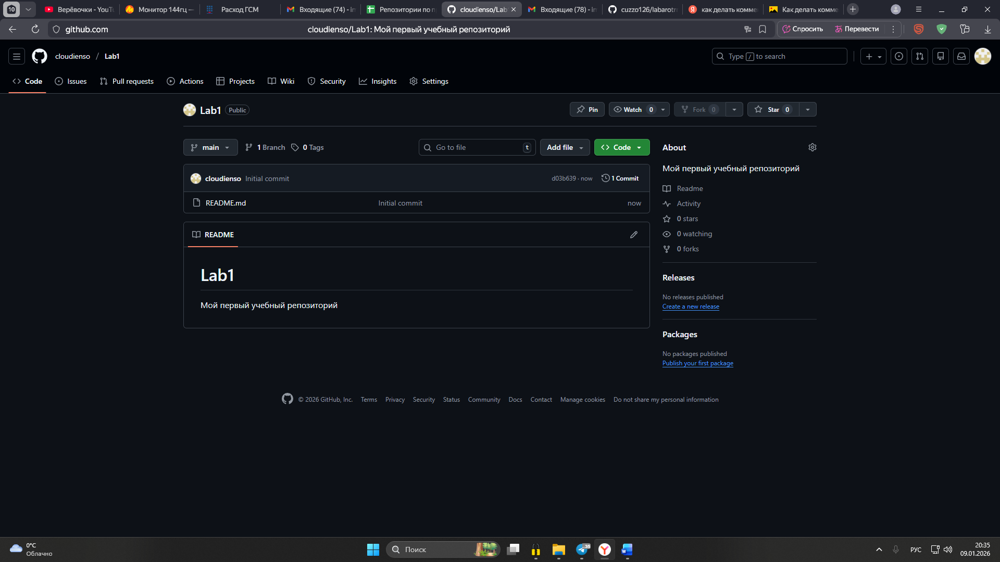 10
Верёвочки - YouTu
Монитор 144гц —
Расход ГСМ
Входящие (74) - in
Репозитории по п
cloudienso/Lab
Входящие (78) - in
cuzzo126/labarotr
как делать комме
Как делать комме
github.com
cloudienso/Lab1: Мой первый учебный репозиторий
Спросить
Перевести
cloudienso / Lab1
Type / to search
Code
Issues
Pull requests
Actions
Projects
Wiki
Security
Insights
Settings
Lab1 Public
Pin
Watch 0
Fork 0
Star 0
main
1 Branch
0 Tags
Go to file t
Add file
Code
cloudienso Initial commit
d03b639 · now
1 Commit
README.md Initial commit now
README
Lab1
Мой первый учебный репозиторий
About
Мой первый учебный репозиторий
Readme
Activity
0 stars
0 watching
0 forks
Releases
No releases published
Create a new release
Packages
No packages published
Publish your first package
© 2026 GitHub, Inc. Terms Privacy Security Status Community Docs Contact Manage cookies Do not share my personal information
0°C
Облачно
Поиск
35
РУС
20:35
09.01.2026